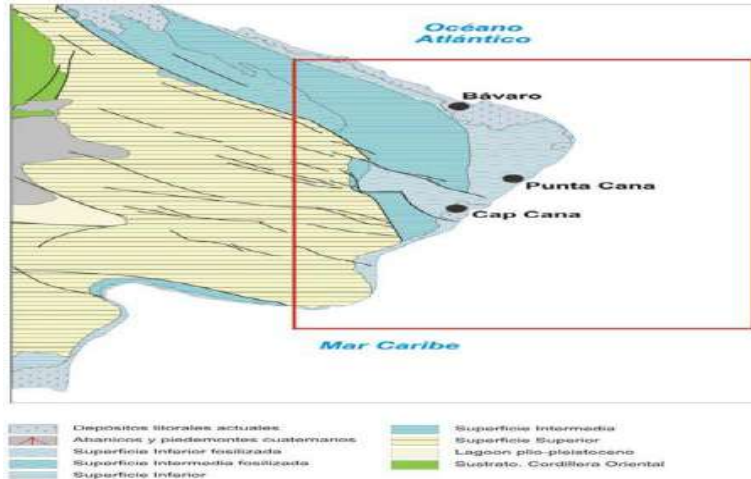 Océano
Atlántico
Bávaro
Punta Cana
Cap Cana
Mar Caribe
Depósitos litorales actuales
Abanicos y piedemontes cuaternarios
Superficie Inferior fosilizada
Superficie Intermedia fosilizada
Superficie Inferior
Superficie Intermedia
Superficie Superior
Lagoon plio-pleistoceno
Sustrato. Cordillera Oriental